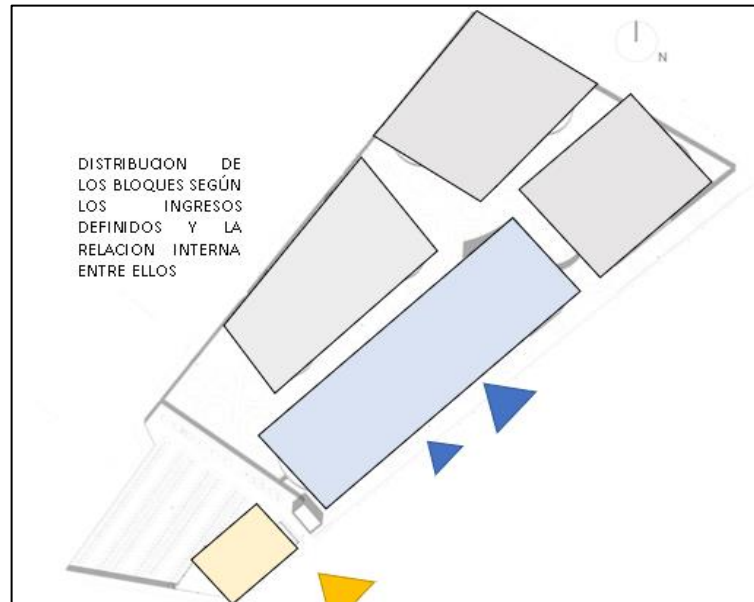 N
DISTRIBUCION DE
LOS BLOQUES SEGÚN
LOS INGRESOS
DEFINIDOS Y LA
RELACION INTERNA
ENTRE ELLOS